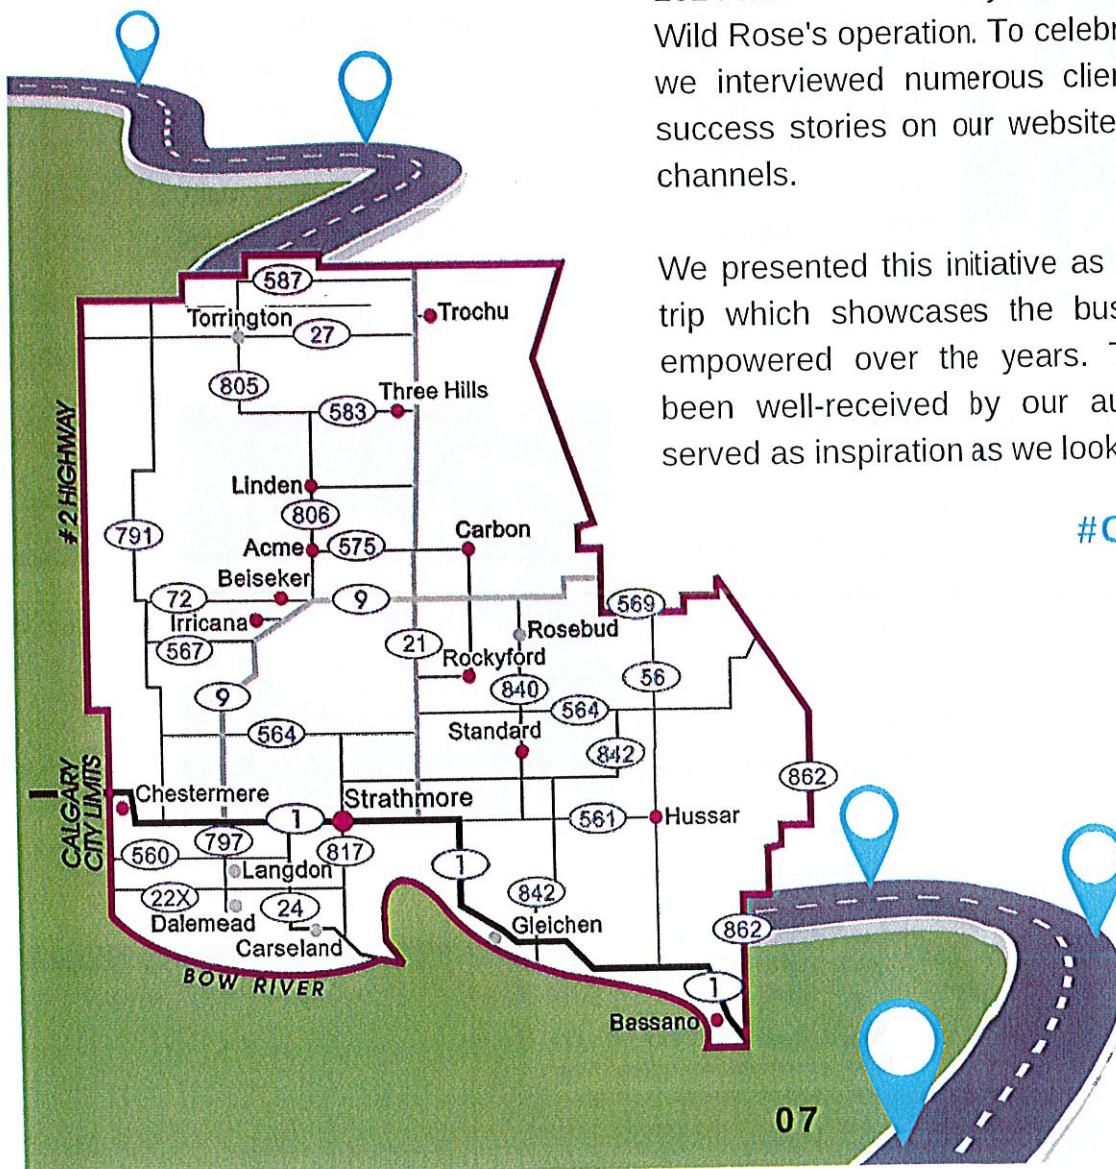 Wild Rose's operation. To celebr
we interviewed numerous clien
success stories on our website
channels.
We presented this initiative as
trip which showcases the bus
empowered over the years. T
been well-received by our au
served as inspiration as we look
#C
587
Torrington
27
Trochu
805
Three Hills
583
#2 HIGHWAY
Linden
806
791
Acme
575
Carbon
Beiseker
72
9
569
Irricana
Rosebud
567
21
Rockyford
56
9
840
564
564
Standard
842
CALGARY
CITY LIMITS
862
Chestermere
Strathmore
1
561
Hussar
560
797
817
Langdon
1
22X
842
Dalemead
24
Gleichen
862
Carseland
BOW RIVER
1
Bassano
07